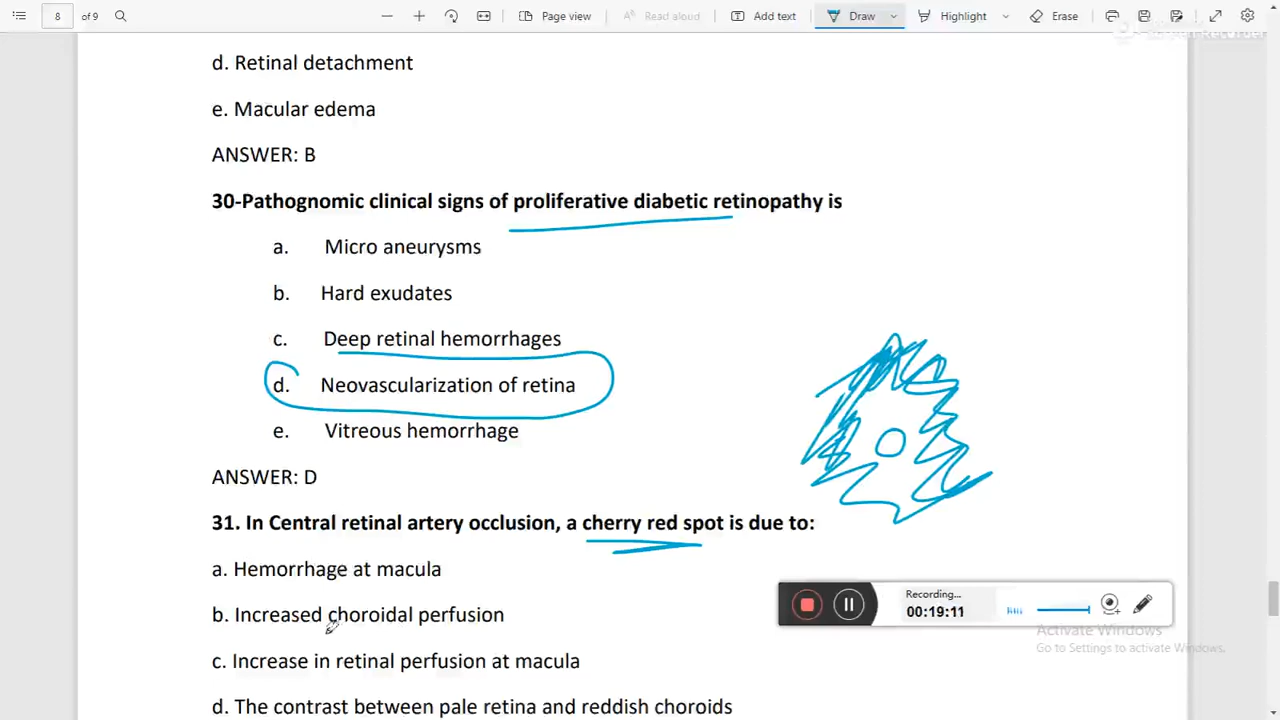 8 of 9 Page view Read aloud Add text Draw Highlight Erase
d. Retinal detachment
e. Macular edema
ANSWER: B
30-Pathognomic clinical signs of proliferative diabetic retinopathy is
a. Micro aneurysms
b. Hard exudates
c. Deep retinal hemorrhages
d. Neovascularization of retina
e. Vitreous hemorrhage
ANSWER: D
31. In Central retinal artery occlusion, a cherry red spot is due to:
a. Hemorrhage at macula
b. Increased choroidal perfusion
c. Increase in retinal perfusion at macula
d. The contrast between pale retina and reddish choroids
Recording...
00:19:11
Activate Windows
Go to Settings to activate Windows.